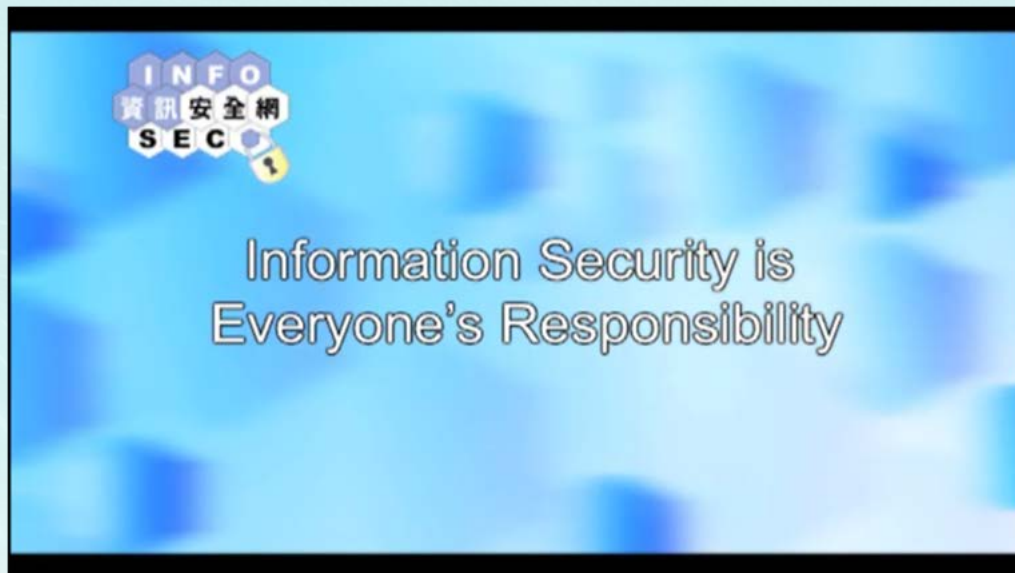 INFO
資訊安全網
SEC
Information Security is
Everyone's Responsibility